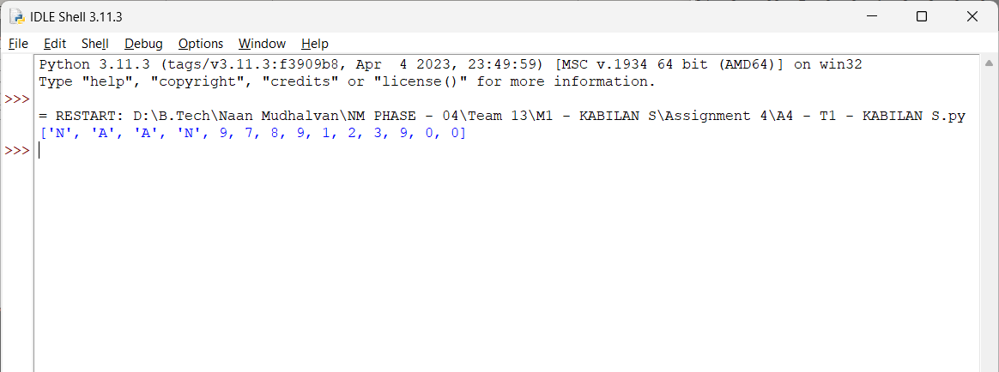 IDLE Shell 3.11.3
File Edit Shell Debug Options Window Help
Python 3.11.3 (tags/v3.11.3:f3909b8, Apr  4 2023, 23:49:59) [MSC v.1934 64 bit (AMD64)] on win32
Type "help", "copyright", "credits" or "license()" for more information.
>>>
= RESTART: D:\B.Tech\Naan Mudhalvan\NM PHASE - 04\Team 13\M1 - KABILAN S\Assignment 4\A4 - T1 - KABILAN S.py
['N', 'A', 'A', 'N', 9, 7, 8, 9, 1, 2, 3, 9, 0, 0]
>>>